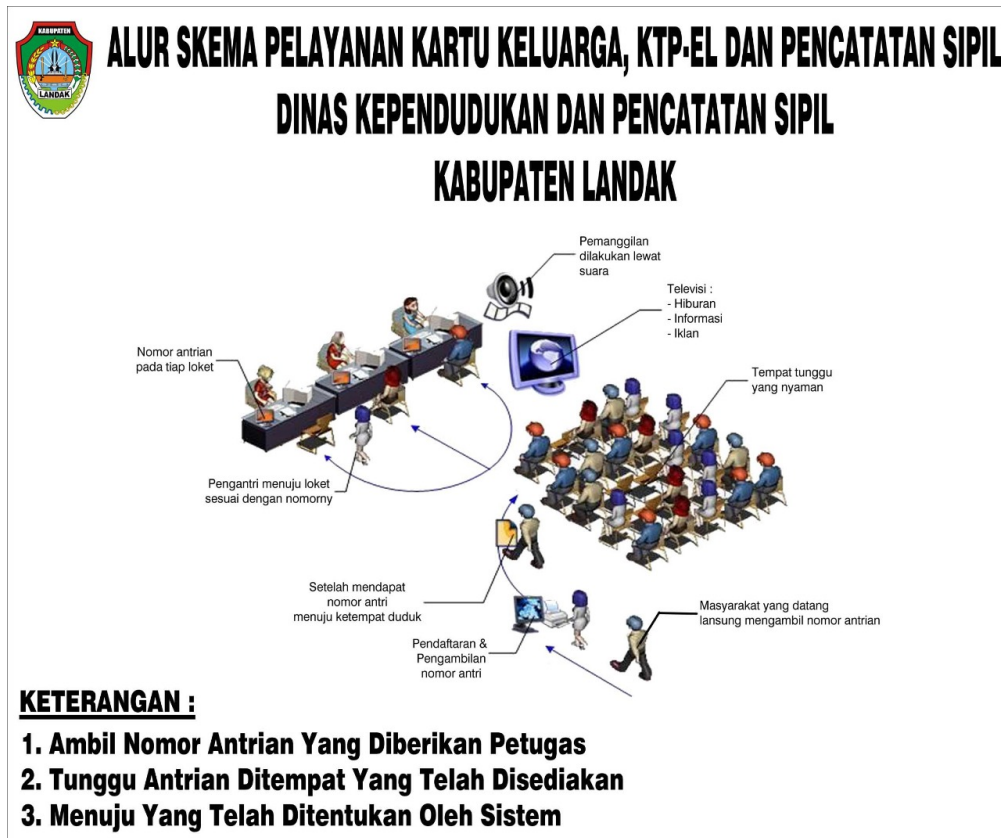 KABUPATEN
LANDAK
ALUR SKEMA PELAYANAN KARTU KELUARGA, KTP-EL DAN PENCATATAN SIPIL
DINAS KEPENDUDUKAN DAN PENCATATAN SIPIL
KABUPATEN LANDAK
Pemanggilan
dilakukan lewat
suara
Televisi :
- Hiburan
- Informasi
- Iklan
Nomor antrian
pada tiap loket
Tempat tunggu
yang nyaman
Pengantri menuju loket
sesuai dengan nomorny
Setelah mendapat
nomor antri
menuju ketempat duduk
Masyarakat yang datang
lansung mengambil nomor antrian
Pendaftaran &
Pengambilan
nomor antri
KETERANGAN :
1. Ambil Nomor Antrian Yang Diberikan Petugas
2. Tunggu Antrian Ditempat Yang Telah Disediakan
3. Menuju Yang Telah Ditentukan Oleh Sistem